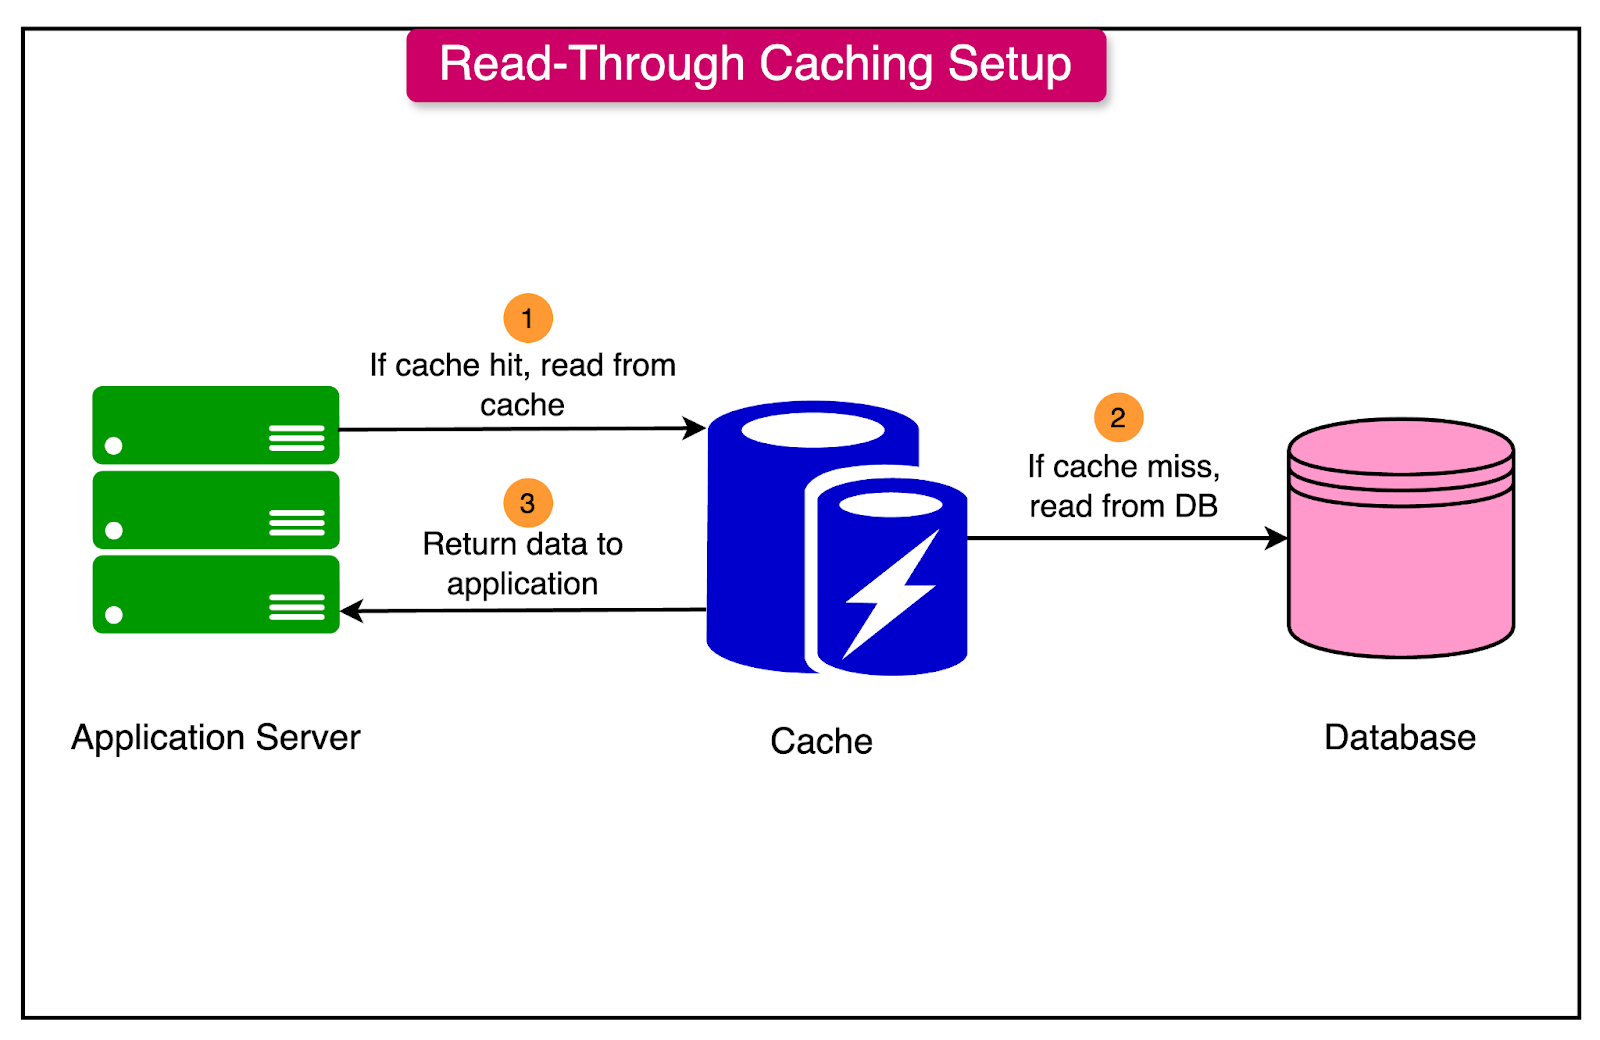 Read-Through Caching Setup
1
If cache hit, read from
cache
2
If cache miss,
read from DB
3
Return data to
application
Application Server
Cache
Database